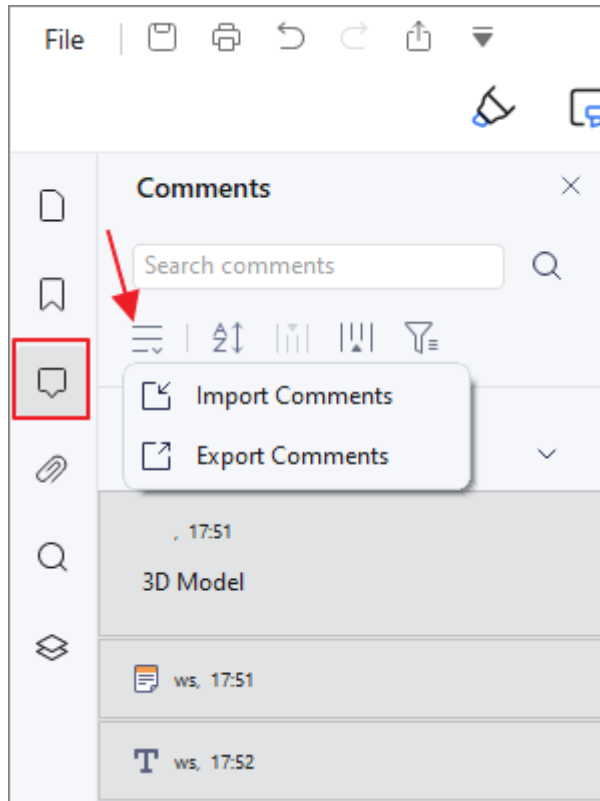 File
Comments
Search comments
Import Comments
Export Comments
, 17:51
3D Model
ws, 17:51
ws, 17:52